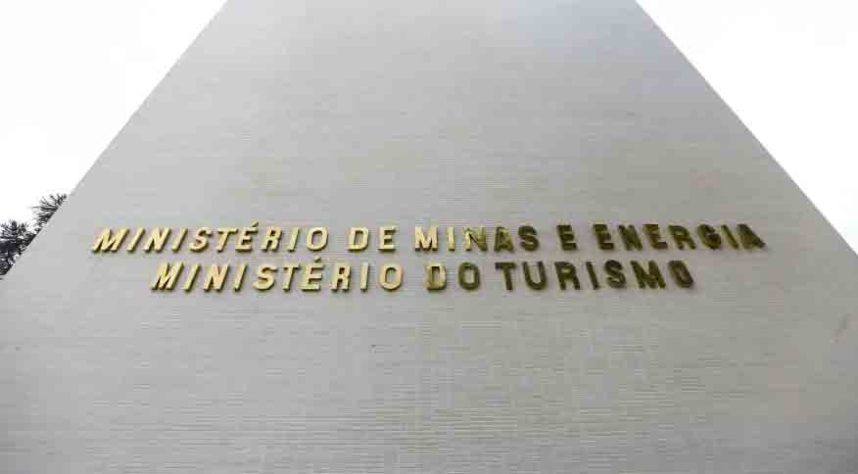 MINISTÉRIO DE MINAS E ENERGIA
MINISTÉRIO DO TURISMO